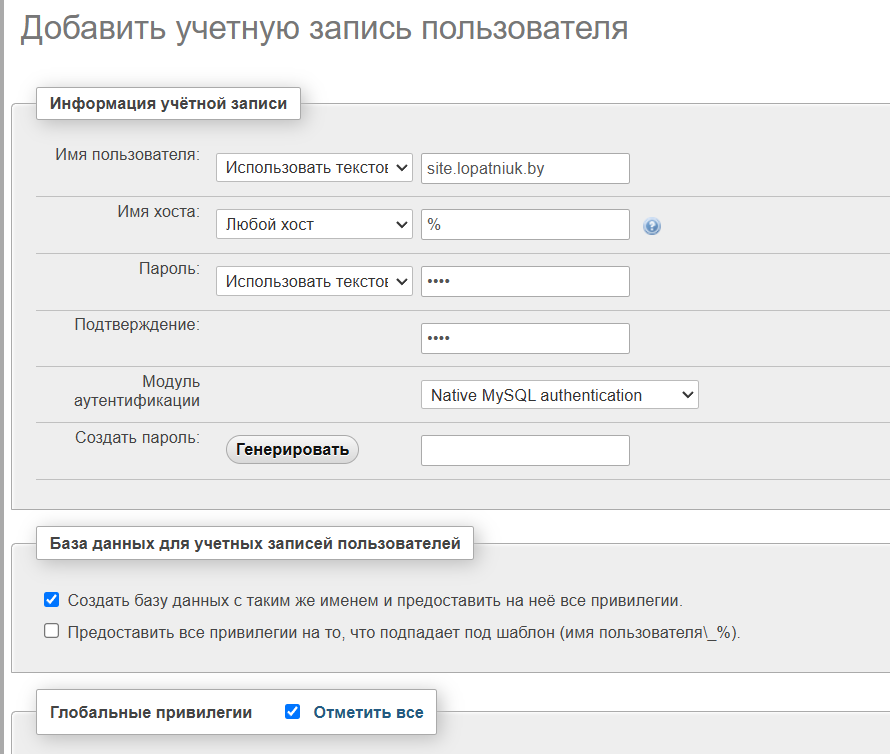 Добавить учетную запись пользователя
Информация учётной записи
Имя пользователя: Использовать текстов site.lopatniuk.by
Имя хоста: Любой хост %
Пароль: Использовать текстов ••••
Подтверждение: ••••
Модуль
аутентификации Native MySQL authentication
Создать пароль: Генерировать
База данных для учетных записей пользователей
Создать базу данных с таким же именем и предоставить на неё все привилегии.
Предоставить все привилегии на то, что подпадает под шаблон (имя пользователя\_%).
Глобальные привилегии Отметить все